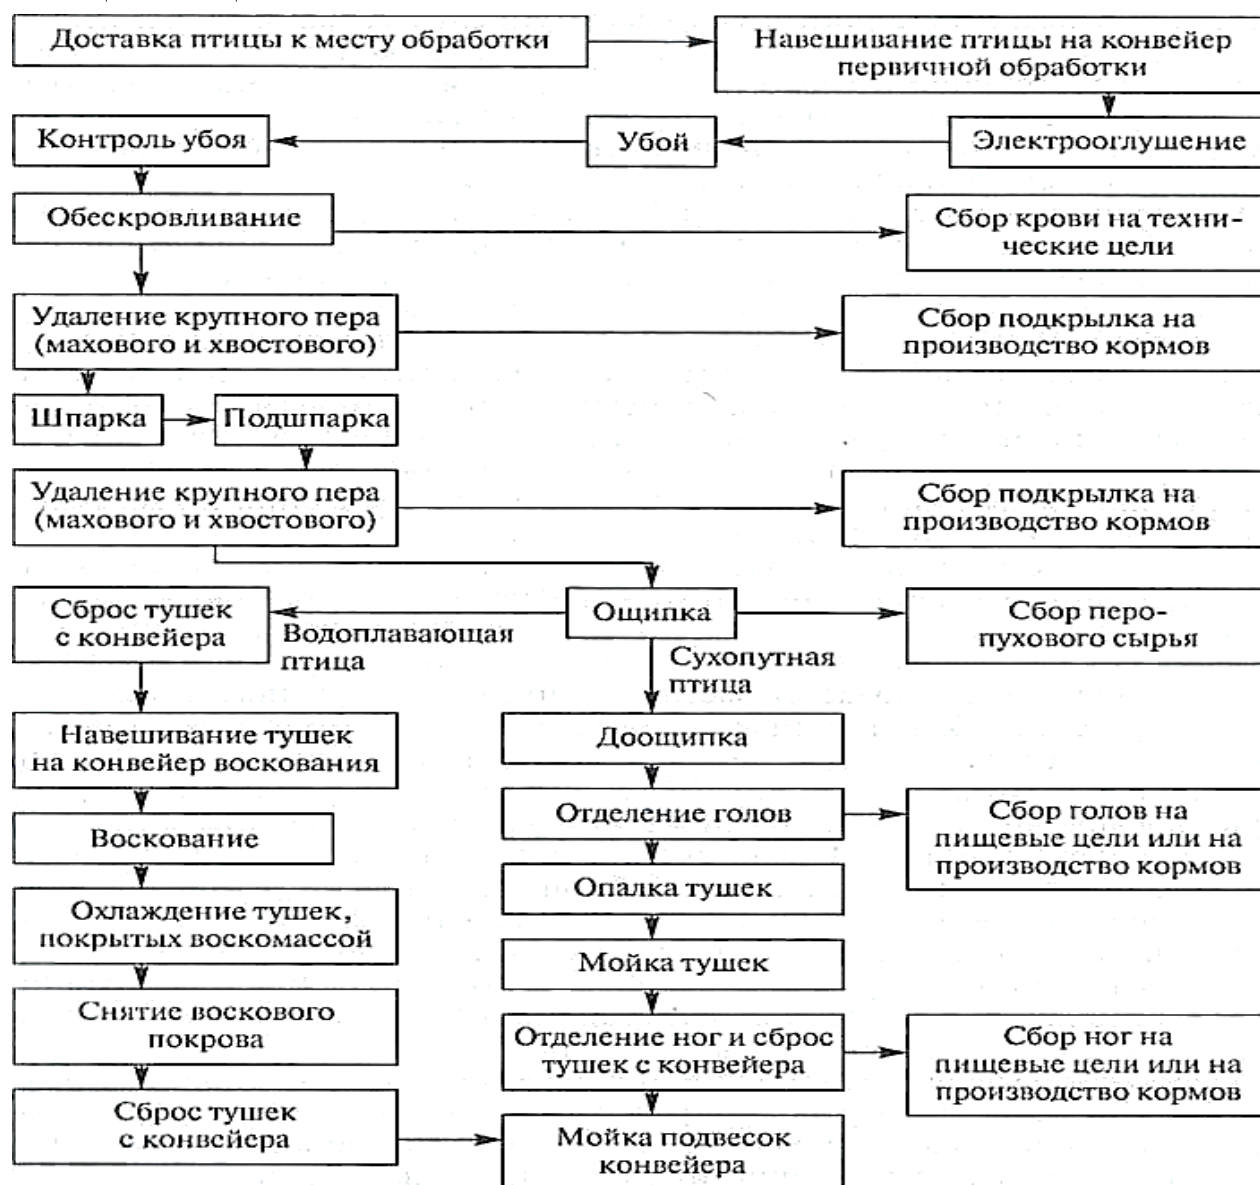 Доставка птицы к месту обработки
Навешивание птицы на конвейер
первичной обработки
Контроль убоя
Убой
Электрооглушение
Обескровливание
Сбор крови на техни-
ческие цели
Удаление крупного пера
(махового и хвостового)
Сбор подкрылка на
производство кормов
Шпарка
Подшпарка
Удаление крупного пера
(махового и хвостового)
Сбор подкрылка на
производство кормов
Сброс тушек
с конвейера
Водоплавающая
птица
Ощипка
Сухопутная
птица
Сбор перо-
пухового сырья
Навешивание тушек
на конвейер воскования
Доощипка
Воскование
Отделение голов
Сбор голов на
пищевые цели или на
производство кормов
Охлаждение тушек,
покрытых воскомассой
Опалка тушек
Мойка тушек
Снятие воскового
покрова
Отделение ног и сброс
тушек с конвейера
Сбор ног на
пищевые цели или на
производство кормов
Сброс тушек
с конвейера
Мойка подвесок
конвейера